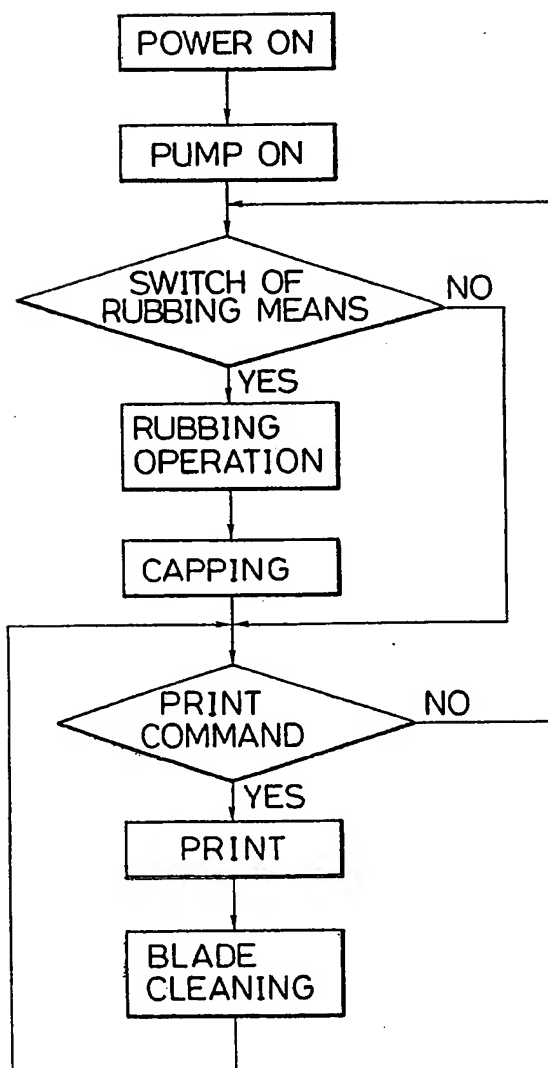 POWER ON
PUMP ON
SWITCH OF
RUBBING MEANS
NO
YES
RUBBING
OPERATION
CAPPING
PRINT
COMMAND
NO
YES
PRINT
BLADE
CLEANING